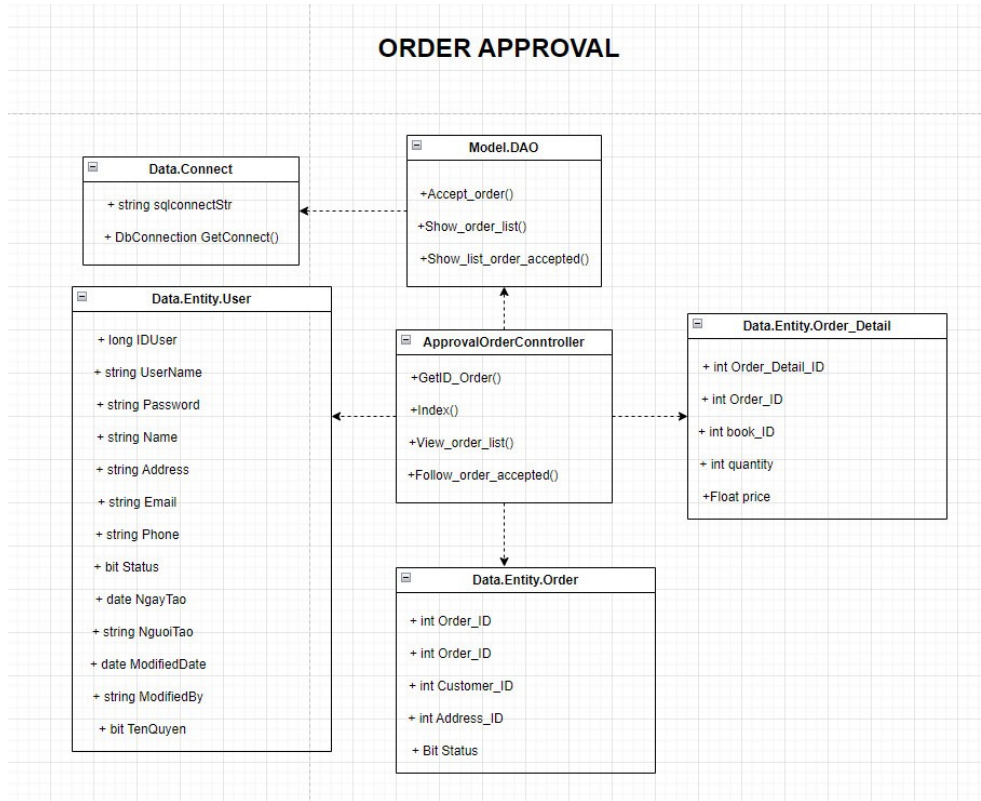 ORDER APPROVAL
Data.Connect
+ string sqlconnectStr
+ DbConnection GetConnect()
Model.DAO
+Accept_order()
+Show_order_list()
+Show_list_order_accepted()
Data.Entity.User
+ long IDUser
+ string UserName
+ string Password
+ string Name
+ string Address
+ string Email
+ string Phone
+ bit Status
+ date NgayTao
+ string NguoiTao
+ date ModifiedDate
+ string ModifiedBy
+ bit TenQuyen
ApprovalOrderConntroller
+GetID_Order()
+Index()
+View_order_list()
+Follow_order_accepted()
Data.Entity.Order_Detail
+ int Order_Detail_ID
+ int Order_ID
+ int book_ID
+ int quantity
+Float price
Data.Entity.Order
+ int Order_ID
+ int Order_ID
+ int Customer_ID
+ int Address_ID
+ Bit Status